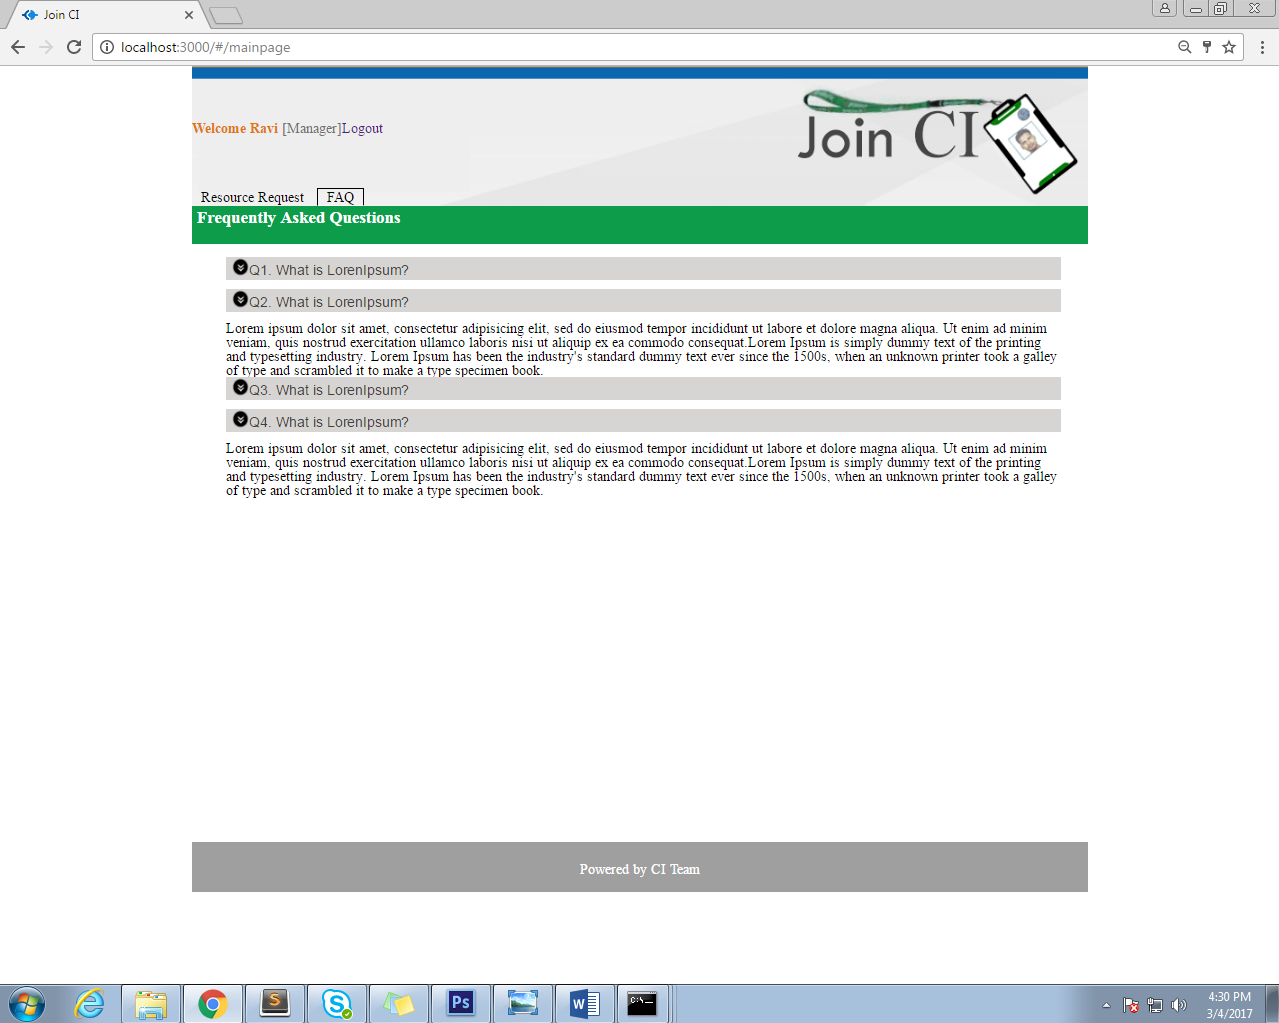 Join CI
localhost:3000/#/mainpage
Join CI
Welcome Ravi [Manager]Logout
Resource Request FAQ
Frequently Asked Questions
Q1. What is LorenIpsum?
Q2. What is LorenIpsum?
Lorem ipsum dolor sit amet, consectetur adipisicing elit, sed do eiusmod tempor incididunt ut labore et dolore magna aliqua. Ut enim ad minim
veniam, quis nostrud exercitation ullamco laboris nisi ut aliquip ex ea commodo consequat.Lorem Ipsum is simply dummy text of the printing
and typesetting industry. Lorem Ipsum has been the industry's standard dummy text ever since the 1500s, when an unknown printer took a galley
of type and scrambled it to make a type specimen book.
Q3. What is LorenIpsum?
Q4. What is LorenIpsum?
Lorem ipsum dolor sit amet, consectetur adipisicing elit, sed do eiusmod tempor incididunt ut labore et dolore magna aliqua. Ut enim ad minim
veniam, quis nostrud exercitation ullamco laboris nisi ut aliquip ex ea commodo consequat.Lorem Ipsum is simply dummy text of the printing
and typesetting industry. Lorem Ipsum has been the industry's standard dummy text ever since the 1500s, when an unknown printer took a galley
of type and scrambled it to make a type specimen book.
Powered by CI Team
S
Ps
W
C:\_
4:30 PM
3/4/2017